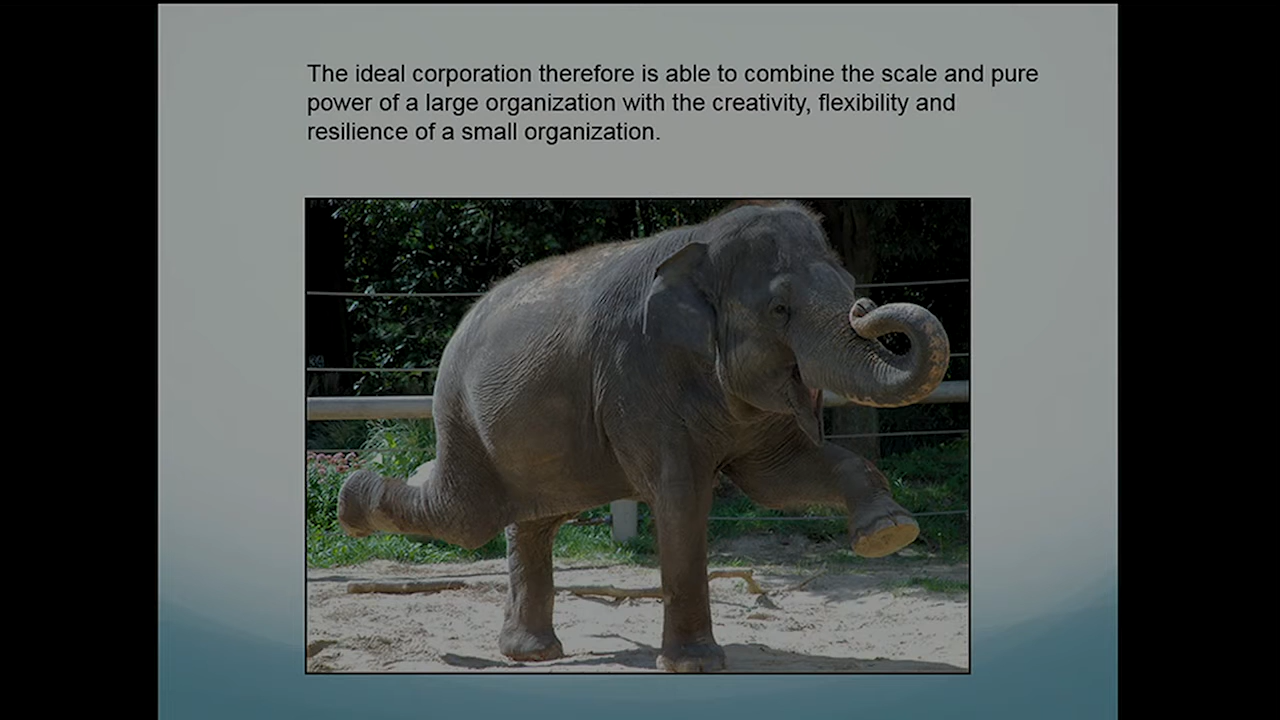 The ideal corporation therefore is able to combine the scale and pure
power of a large organization with the creativity, flexibility and
resilience of a small organization.